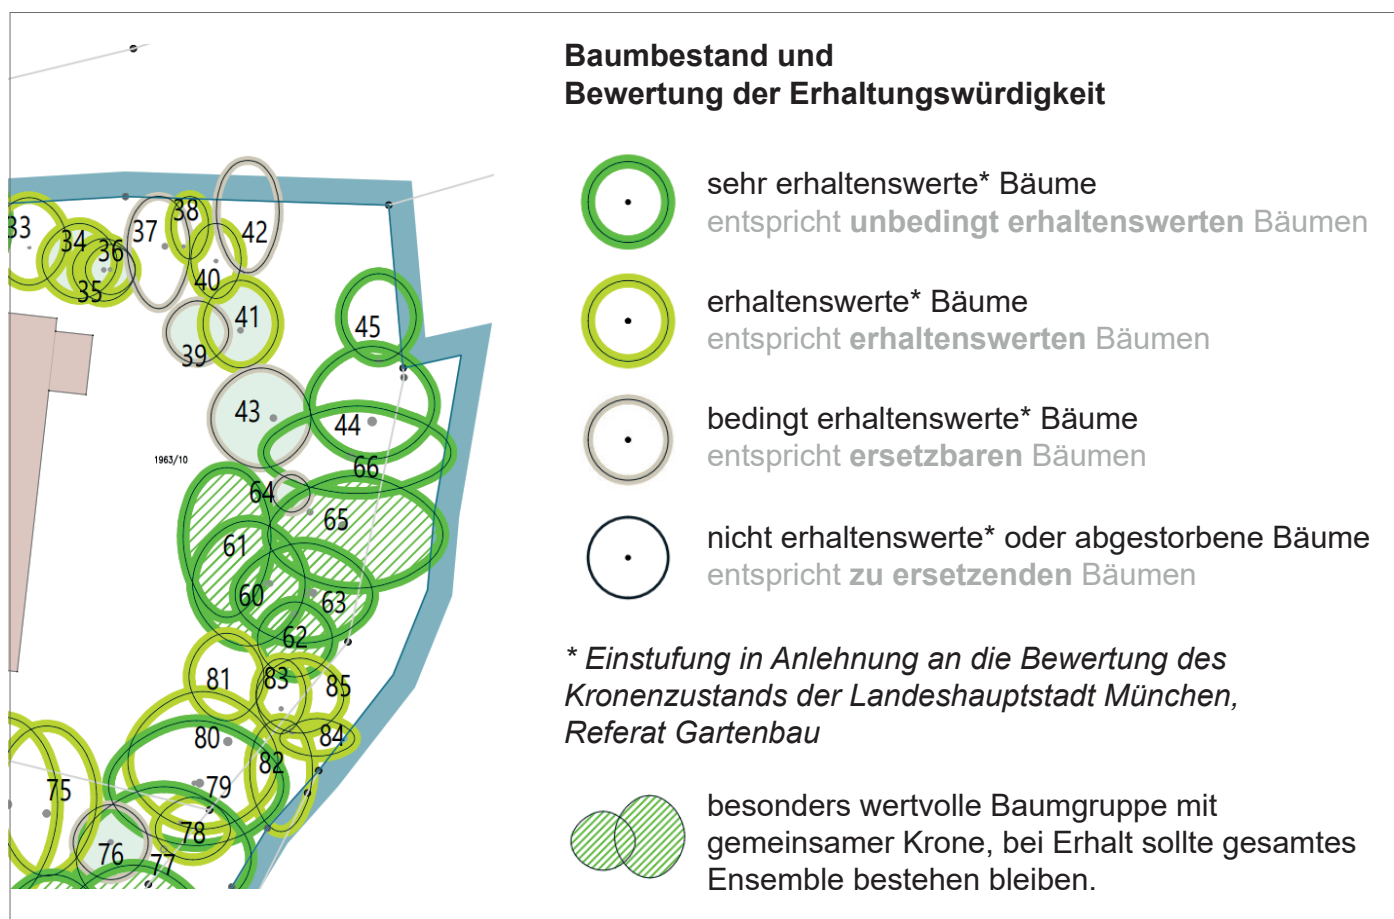 Baumbestand und
Bewertung der Erhaltungswürdigkeit
sehr erhaltenswerte* Bäume
entspricht unbedingt erhaltenswerten Bäumen
erhaltenswerte* Bäume
entspricht erhaltenswerten Bäumen
bedingt erhaltenswerte* Bäume
entspricht ersetzbaren Bäumen
nicht erhaltenswerte* oder abgestorbene Bäume
entspricht zu ersetzenden Bäumen
* Einstufung in Anlehnung an die Bewertung des
Kronenzustands der Landeshauptstadt München,
Referat Gartenbau
besonders wertvolle Baumgruppe mit
gemeinsamer Krone, bei Erhalt sollte gesamtes
Ensemble bestehen bleiben.
33
34
35
36
37
38
42
40
41
39
45
43
44
1963/10
66
64
65
61
60
63
62
81
83
85
80
84
82
79
75
78
76
77